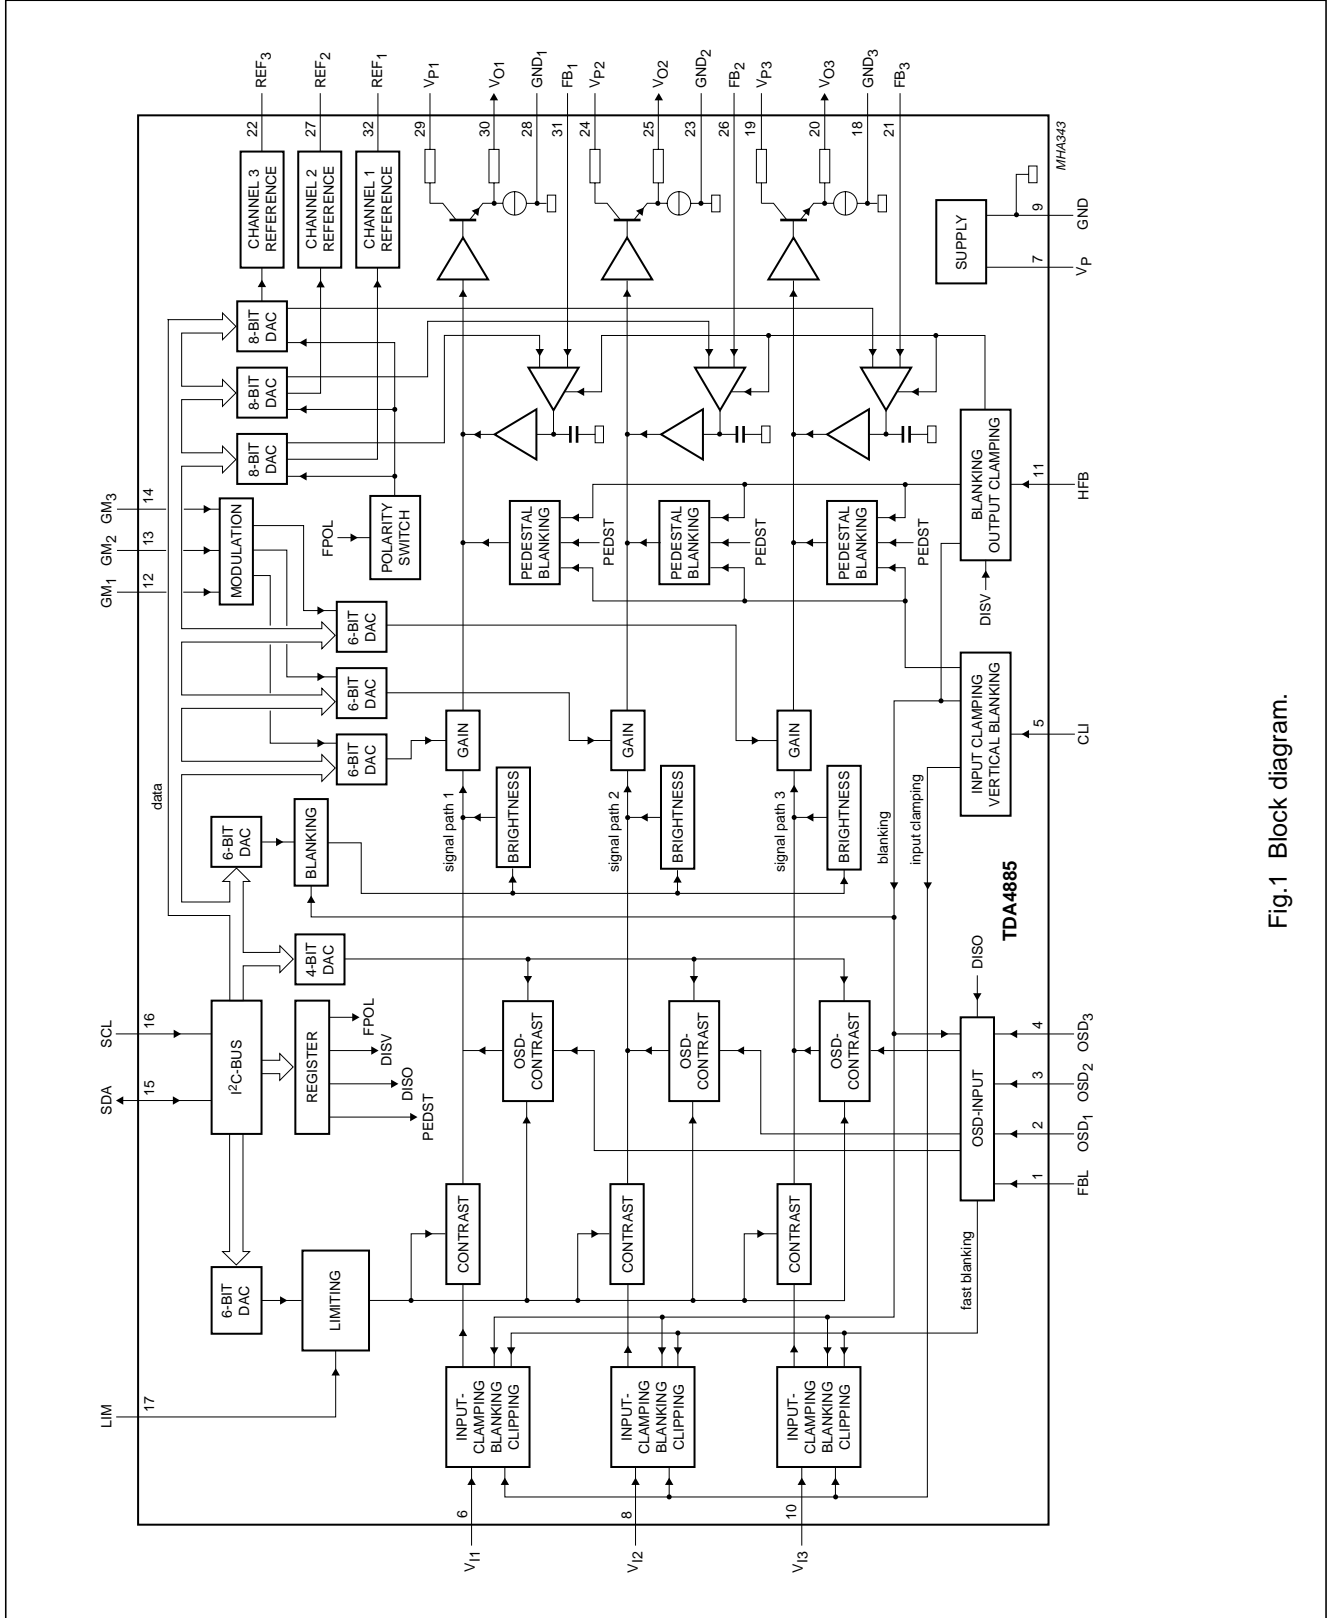 LIM
17
SDA
15
SCL
16
GM1
12
GM2
13
GM3
14
22
REF3
27
REF2
32
REF1
6-BIT
DAC
LIMITING
I2C-BUS
REGISTER
PEDST
DISO
DISV
FPOL
4-BIT
DAC
data
6-BIT
DAC
BLANKING
MODULATION
6-BIT
DAC
6-BIT
DAC
6-BIT
DAC
FPOL
POLARITY
SWITCH
8-BIT
DAC
8-BIT
DAC
8-BIT
DAC
CHANNEL 3
REFERENCE
CHANNEL 2
REFERENCE
CHANNEL 1
REFERENCE
VI1
6
INPUT-
CLAMPING
BLANKING
CLIPPING
CONTRAST
OSD-
CONTRAST
signal path 1
BRIGHTNESS
GAIN
PEDESTAL
BLANKING
PEDST
29
VP1
30
VO1
28
GND1
31
FB1
VI2
8
INPUT-
CLAMPING
BLANKING
CLIPPING
CONTRAST
OSD-
CONTRAST
signal path 2
BRIGHTNESS
GAIN
PEDESTAL
BLANKING
PEDST
24
VP2
25
VO2
23
GND2
26
FB2
VI3
10
INPUT-
CLAMPING
BLANKING
CLIPPING
CONTRAST
OSD-
CONTRAST
signal path 3
BRIGHTNESS
GAIN
PEDESTAL
BLANKING
PEDST
19
VP3
20
VO3
18
GND3
21
FB3
blanking
input clamping
fast blanking
OSD-INPUT
DISO
TDA4885
INPUT CLAMPING
VERTICAL BLANKING
DISV
BLANKING
OUTPUT CLAMPING
SUPPLY
1
FBL
2
OSD1
3
OSD2
4
OSD3
5
CLI
11
HFB
7
VP
9
GND
MHA343
Fig.1 Block diagram.